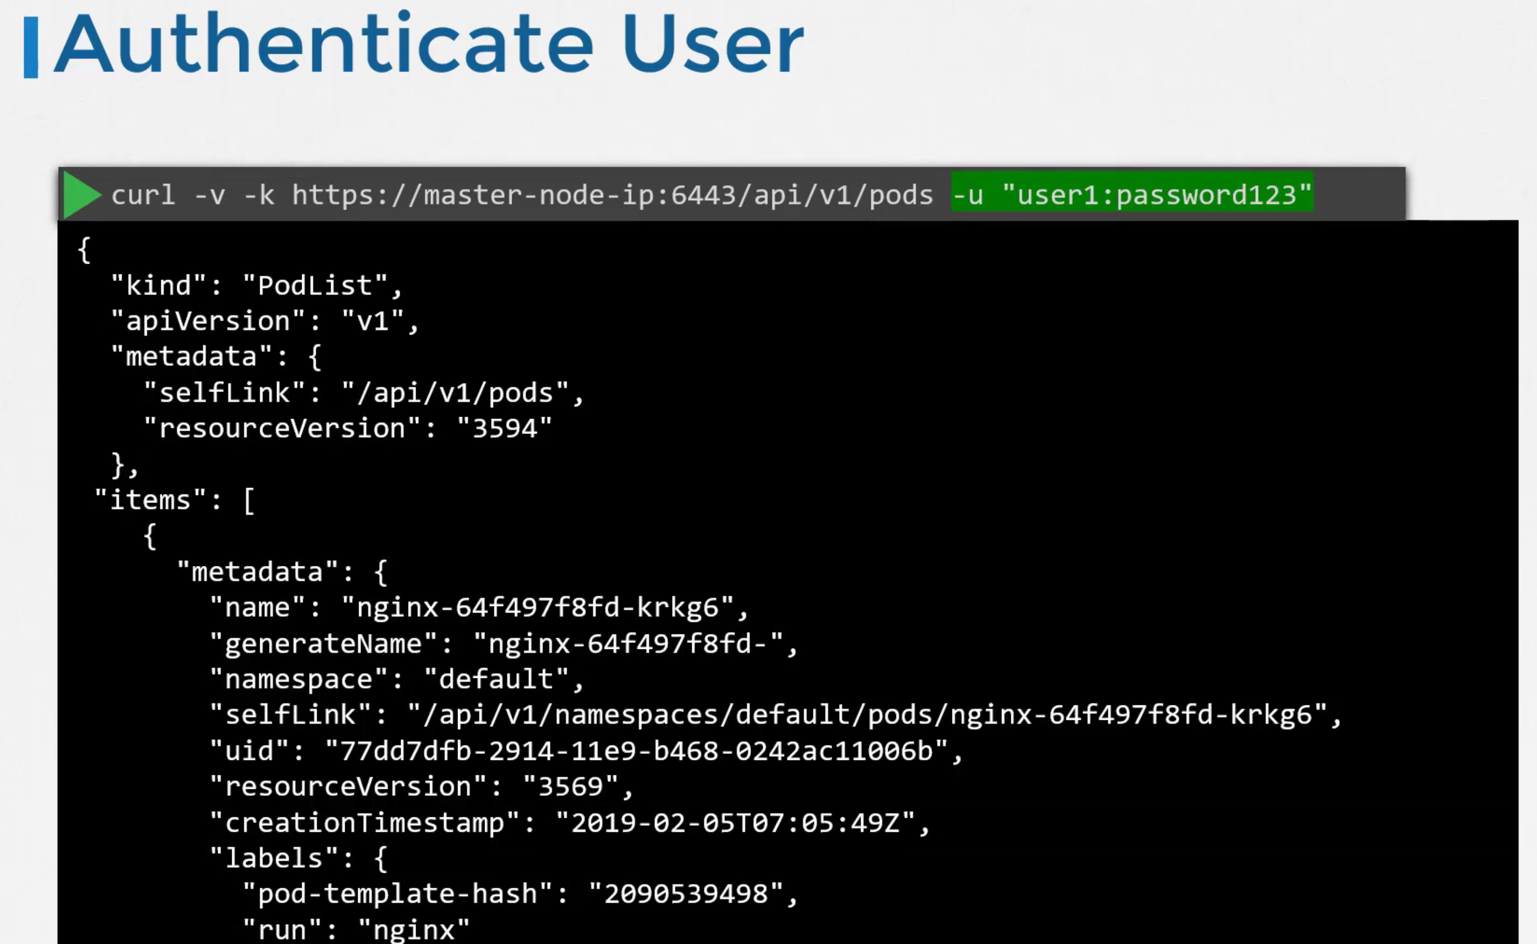 Authenticate User
curl -v -k https://master-node-ip:6443/api/v1/pods -u "user1:password123"
{
"kind": "PodList",
"apiVersion": "v1",
"metadata": {
"selfLink": "/api/v1/pods",
"resourceVersion": "3594"
},
"items": [
{
"metadata": {
"name": "nginx-64f497f8fd-krkg6",
"generateName": "nginx-64f497f8fd-",
"namespace": "default",
"selfLink": "/api/v1/namespaces/default/pods/nginx-64f497f8fd-krkg6",
"uid": "77dd7dfb-2914-11e9-b468-0242ac11006b",
"resourceVersion": "3569",
"creationTimestamp": "2019-02-05T07:05:49Z",
"labels": {
"pod-template-hash": "2090539498",
"run": "nginx"